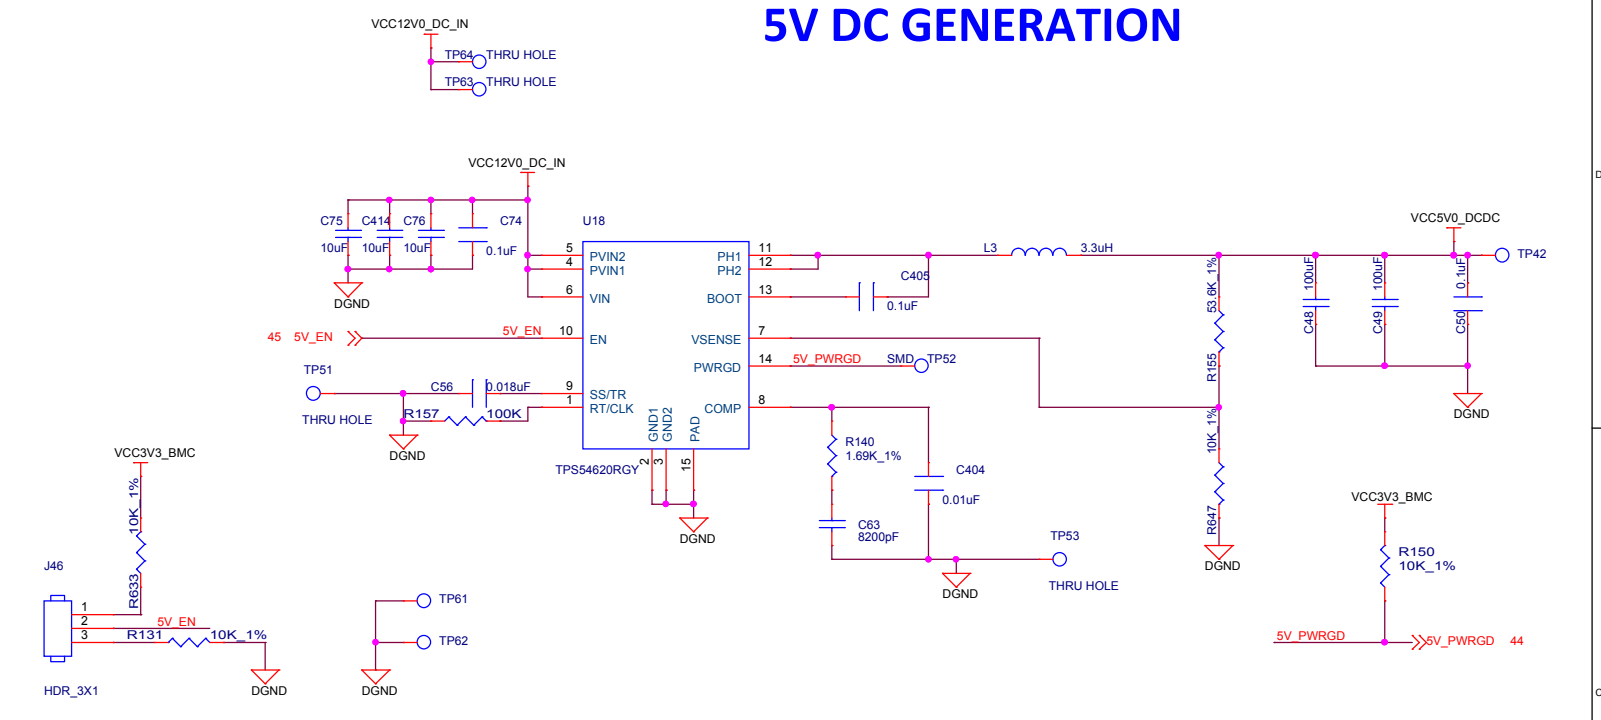 5V DC GENERATION
VCC12V0_DC_IN
TP64 THRU HOLE
TP63 THRU HOLE
VCC12V0_DC_IN
D
C75 C414 C76 C74
10uF 10uF 10uF 0.1uF
DGND
U18
5 PVIN2
4 PVIN1
6 VIN
10 EN
9 SS/TR
1 RT/CLK
PH1 11
PH2 12
BOOT 13
VSENSE 7
PWRGD 14
COMP 8
GND1 2
GND2 3
PAD 15
TPS54620RGY
DGND
45 5V_EN 5V_EN
TP51
THRU HOLE
C56 0.018uF
R157 100K
DGND
C405
0.1uF
L3 3.3uH
5V_PWRGD SMD TP52
R140
1.69K_1%
C404
0.01uF
C63
8200pF
TP53
THRU HOLE
DGND
53.6K_1%
R155
10K_1%
R647
DGND
VCC5V0_DCDC
TP42
100uF
C48
100uF
C49
0.1uF
C50
DGND
VCC3V3_BMC
10K_1%
R633
J46
1
2 5V_EN
3 R131 10K_1%
HDR_3X1
DGND
TP61
TP62
DGND
VCC3V3_BMC
R150
10K_1%
5V_PWRGD 5V_PWRGD 44
C